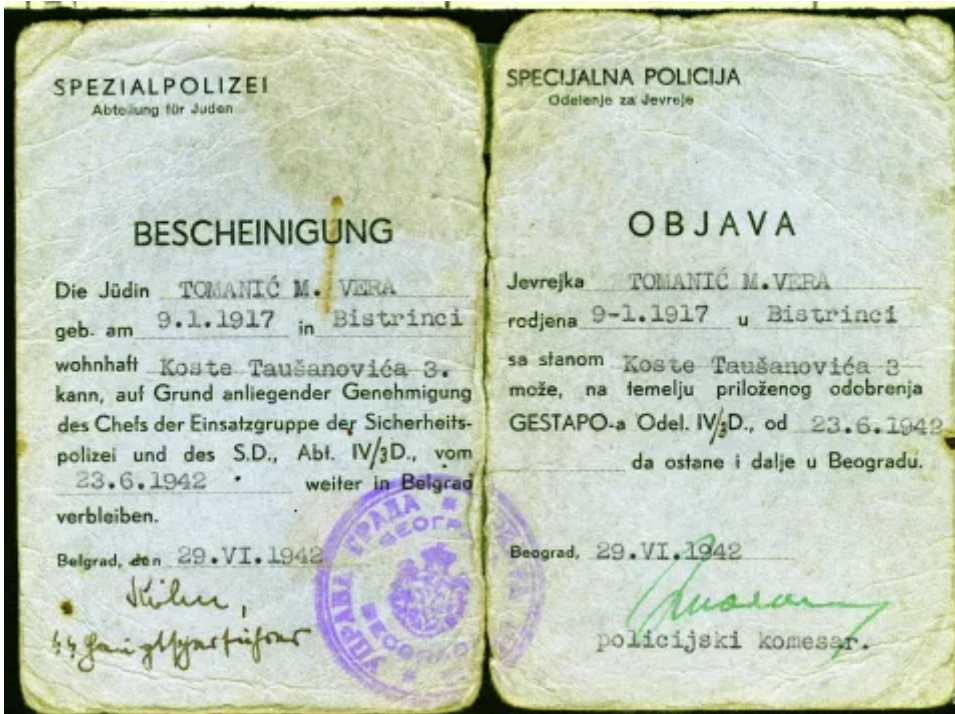 SPEZIALPOLIZEI
Abteilung für Juden
BESCHEINIGUNG
Die Jüdin TOMANIĆ M. VERA
geb. am 9.1.1917 in Bistrinci
wohnhaft Koste Taušanovića 3.
kann, auf Grund anliegender Genehmigung
des Chefs der Einsatzgruppe der Sicherheits-
polizei und des S.D., Abt. IV/3D., vom
23.6.1942 weiter in Belgrad
verbleiben.
Belgrad, den 29.VI.1942
SPECIJALNA POLICIJA
Odelenje za Jevreje
OBJAVA
Jevrejka TOMANIĆ M.VERA
rodjena 9-1.1917 u Bistrinci
sa stanom Koste Taušanovića 3
može, na temelju priloženog odobrenja
GESTAPO-a Odel. IV/3D., od 23.6.1942
da ostane i dalje u Beogradu.
Beograd, 29.VI.1942
policijski komesar.
УПРАВА ГРАДА